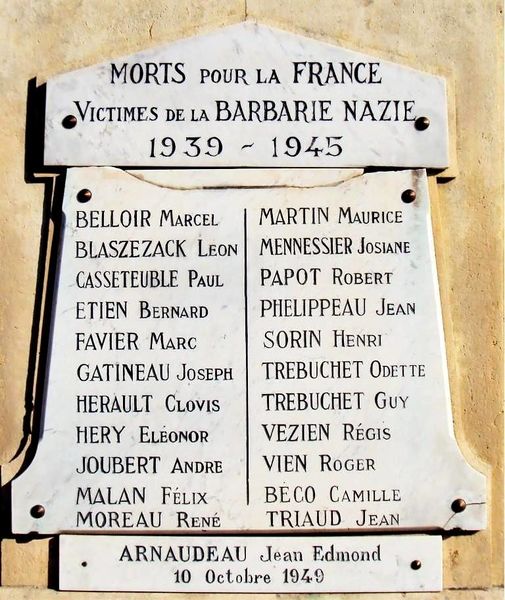 MORTS POUR LA FRANCE
VICTIMES DE LA BARBARIE NAZIE
1939 - 1945
BELLOIR MARCEL
BLASZEZACK LEON
CASSETEUBLE PAUL
ETIEN BERNARD
FAVIER MARC
GATINEAU JOSEPH
HERAULT CLOVIS
HERY ELÉONOR
JOUBERT ANDRE
MALAN FÉLIX
MOREAU RENÉ
MARTIN MAURICE
MENNESSIER JOSIANE
PAPOT ROBERT
PHELIPPEAU JEAN
SORIN HENRI
TREBUCHET ODETTE
TREBUCHET GUY
VEZIEN RÉGIS
VIEN ROGER
BÉCO CAMILLE
TRIAUD JEAN
ARNAUDEAU Jean Edmond
10 Octobre 1949